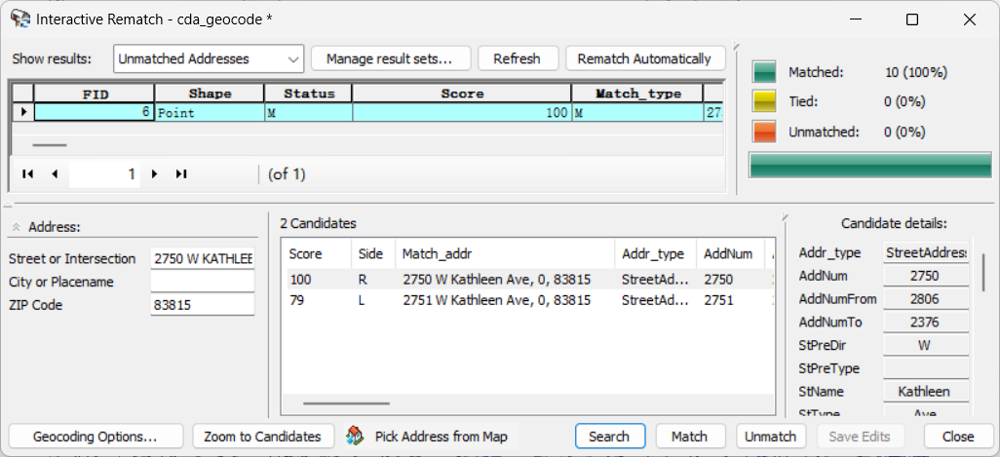 Interactive Rematch - cda_geocode *
Show results: Unmatched Addresses Manage result sets... Refresh Rematch Automatically
FID Shape Status Score Match_type
6 Point M 100 M 27
1 (of 1)
Matched: 10 (100%)
Tied: 0 (0%)
Unmatched: 0 (0%)
Address:
Street or Intersection 2750 W KATHLEE
City or Placename
ZIP Code 83815
2 Candidates
Score Side Match_addr Addr_type AddNum
100 R 2750 W Kathleen Ave, 0, 83815 StreetAd... 2750
79 L 2751 W Kathleen Ave, 0, 83815 StreetAd... 2751
Candidate details:
Addr_type StreetAddress
AddNum 2750
AddNumFrom 2806
AddNumTo 2376
StPreDir W
StPreType
StName Kathleen
StType Ave
Geocoding Options... Zoom to Candidates Pick Address from Map Search Match Unmatch Save Edits Close